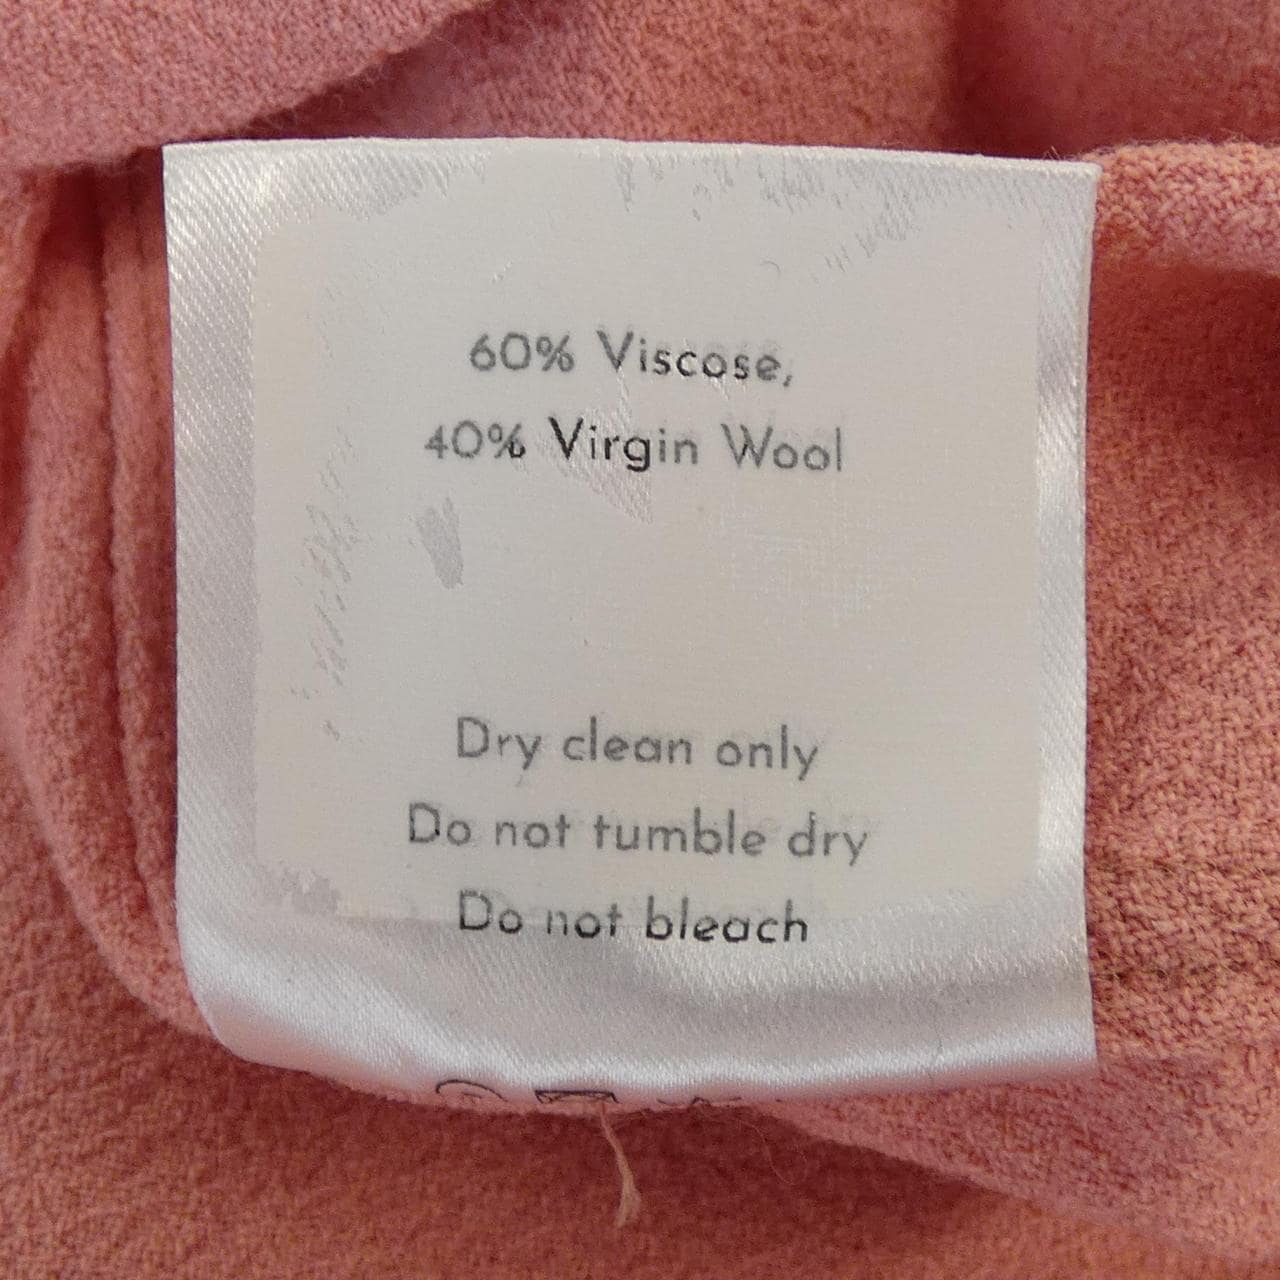 60% Viscose,
40% Virgin Wool
Dry clean only
Do not tumble dry
Do not bleach